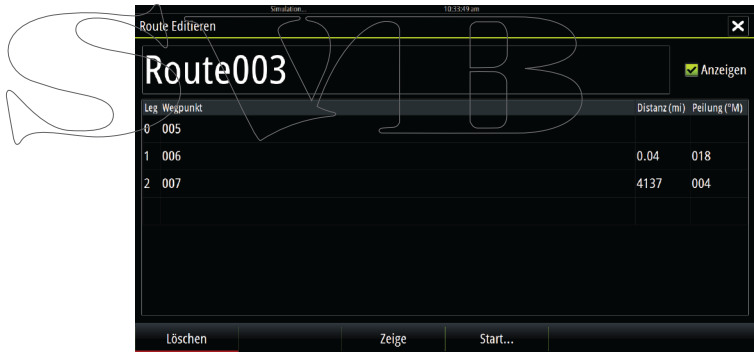 Simulation... 10:33:49 am
Route Editieren
Route003 Anzeigen
Leg Wegpunkt Distanz (mi) Peilung (°M)
0 005
1 006 0.04 018
2 007 4137 004
Löschen Zeige Start...